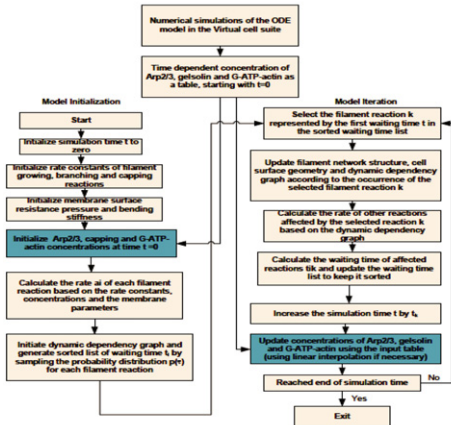 Numerical simulations of the ODE
model in the Virtual cell suite
Time dependent concentration of
Arp2/3, gelsolin and G-ATP-actin as
a table, starting with t=0
Model Initialization
Start
Initialize simulation time t to
zero
Initialize rate constants of filament
growing, branching and capping
reactions
Initialize membrane surface
resistance pressure and bending
stiffness
Initialize Arp2/3, capping and G-ATP-
actin concentrations at time t =0
Calculate the rate ai of each filament
reaction based on the rate constants,
concentrations and the membrane
parameters
Initiate dynamic dependency graph and
generate sorted list of waiting time tᵢ by
sampling the probability distribution p(τ)
for each filament reaction
Model Iteration
Select the filament reaction k
represented by the first waiting time t in
the sorted waiting time list
Update filament network structure, cell
surface geometry and dynamic dependency
graph according to the occurrence of the
selected filament reaction k
Calculate the rate of other reactions
affected by the selected reaction k
based on the dynamic dependency
graph
Calculate the waiting time of affected
reactions tik and update the waiting time
list to keep it sorted
Increase the simulation time t by tₖ
Update concentrations of Arp2/3, gelsolin
and G-ATP-actin using the input table
(using linear interpolation if necessary)
Reached end of simulation time
No
Yes
Exit